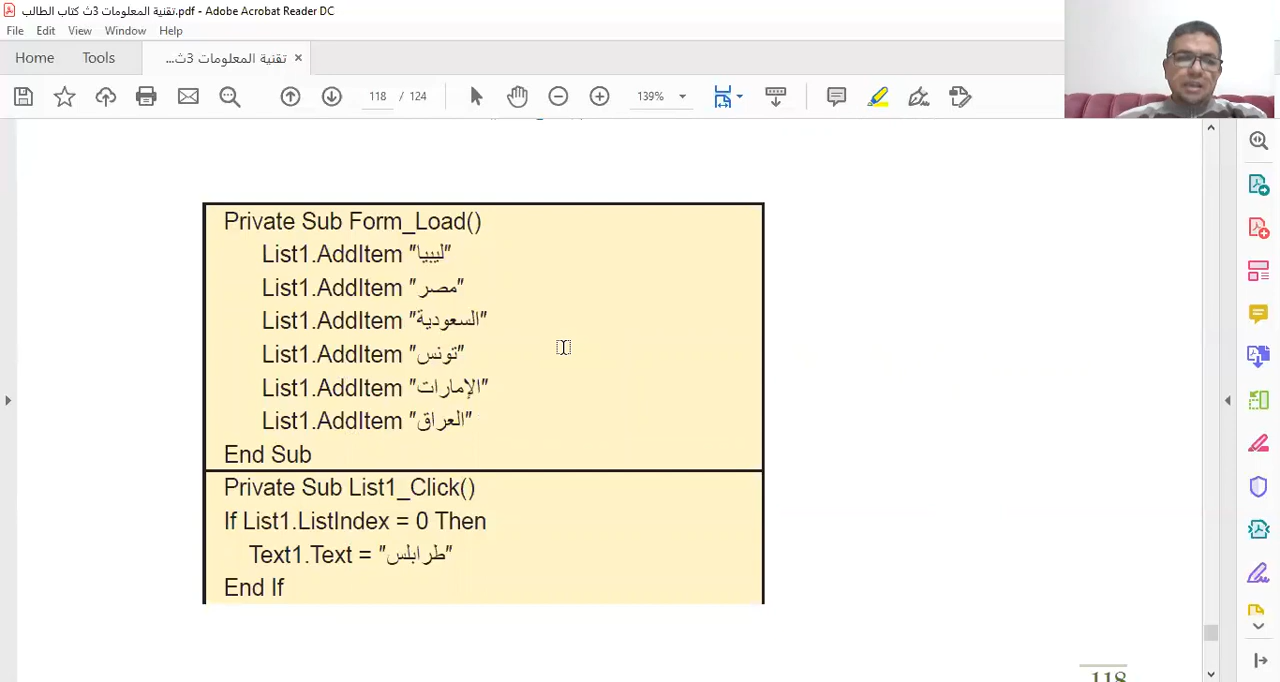 تقنية المعلومات 3ث كتاب الطالب.pdf - Adobe Acrobat Reader DC
File Edit View Window Help
Home Tools تقنية المعلومات 3ث... ×
118 / 124 139%
Private Sub Form_Load()
List1.AddItem "ليبيا"
List1.AddItem "مصر"
List1.AddItem "السعودية"
List1.AddItem "تونس"
List1.AddItem "الإمارات"
List1.AddItem "العراق"
End Sub
Private Sub List1_Click()
If List1.ListIndex = 0 Then
Text1.Text = "طرابلس"
End If
118